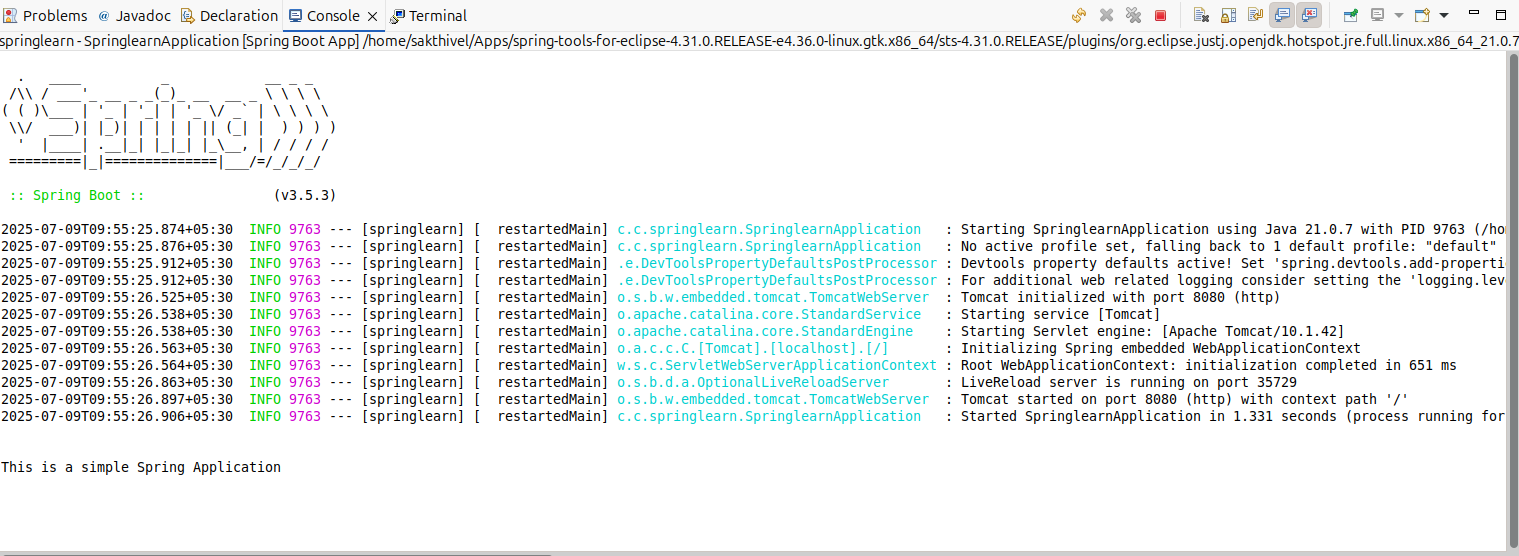 Problems @ Javadoc Declaration Console Terminal
springlearn - SpringlearnApplication [Spring Boot App] /home/sakthivel/Apps/spring-tools-for-eclipse-4.31.0.RELEASE-e4.36.0-linux.gtk.x86_64/sts-4.31.0.RELEASE/plugins/org.eclipse.justj.openjdk.hotspot.jre.full.linux.x86_64_21.0.7
  .   ____          _            __ _ _
 /\\ / ___'_ __ _ _(_)_ __  __ _ \ \ \ \
( ( )\___ | '_ | '_| | '_ \/ _` | \ \ \ \
 \\/  ___)| |_)| | | | | || (_| |  ) ) ) )
  '  |____| .__|_| |_|_| |_\__, | / / / /
 =========|_|==============|___/=/_/_/_/
 :: Spring Boot ::                (v3.5.3)
2025-07-09T09:55:25.874+05:30  INFO 9763 --- [springlearn] [  restartedMain] c.c.springlearn.SpringlearnApplication   : Starting SpringlearnApplication using Java 21.0.7 with PID 9763 (/ho
2025-07-09T09:55:25.876+05:30  INFO 9763 --- [springlearn] [  restartedMain] c.c.springlearn.SpringlearnApplication   : No active profile set, falling back to 1 default profile: "default"
2025-07-09T09:55:25.912+05:30  INFO 9763 --- [springlearn] [  restartedMain] .e.DevToolsPropertyDefaultsPostProcessor : Devtools property defaults active! Set 'spring.devtools.add-properti
2025-07-09T09:55:25.912+05:30  INFO 9763 --- [springlearn] [  restartedMain] .e.DevToolsPropertyDefaultsPostProcessor : For additional web related logging consider setting the 'logging.lev
2025-07-09T09:55:26.525+05:30  INFO 9763 --- [springlearn] [  restartedMain] o.s.b.w.embedded.tomcat.TomcatWebServer  : Tomcat initialized with port 8080 (http)
2025-07-09T09:55:26.538+05:30  INFO 9763 --- [springlearn] [  restartedMain] o.apache.catalina.core.StandardService   : Starting service [Tomcat]
2025-07-09T09:55:26.538+05:30  INFO 9763 --- [springlearn] [  restartedMain] o.apache.catalina.core.StandardEngine    : Starting Servlet engine: [Apache Tomcat/10.1.42]
2025-07-09T09:55:26.563+05:30  INFO 9763 --- [springlearn] [  restartedMain] o.a.c.c.C.[Tomcat].[localhost].[/]       : Initializing Spring embedded WebApplicationContext
2025-07-09T09:55:26.564+05:30  INFO 9763 --- [springlearn] [  restartedMain] w.s.c.ServletWebServerApplicationContext : Root WebApplicationContext: initialization completed in 651 ms
2025-07-09T09:55:26.863+05:30  INFO 9763 --- [springlearn] [  restartedMain] o.s.b.d.a.OptionalLiveReloadServer       : LiveReload server is running on port 35729
2025-07-09T09:55:26.897+05:30  INFO 9763 --- [springlearn] [  restartedMain] o.s.b.w.embedded.tomcat.TomcatWebServer  : Tomcat started on port 8080 (http) with context path '/'
2025-07-09T09:55:26.906+05:30  INFO 9763 --- [springlearn] [  restartedMain] c.c.springlearn.SpringlearnApplication   : Started SpringlearnApplication in 1.331 seconds (process running for
This is a simple Spring Application